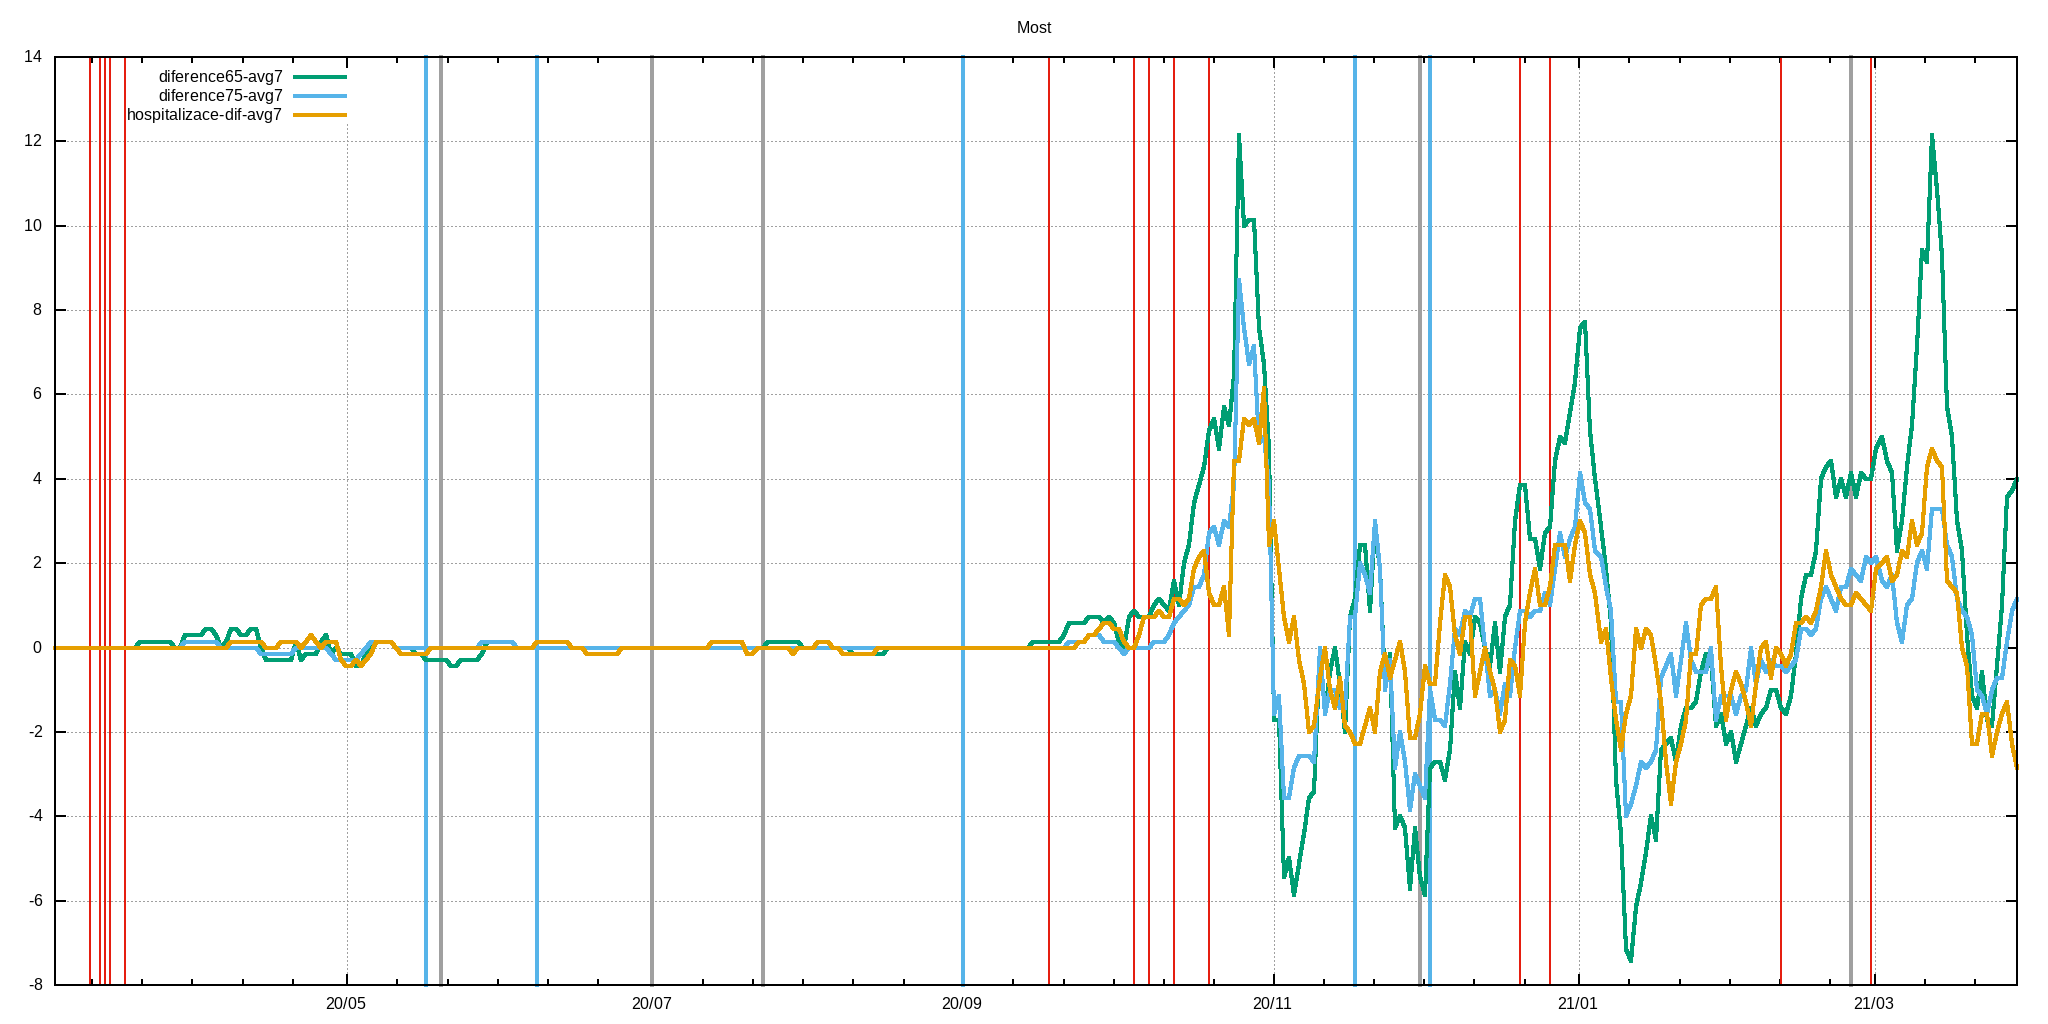 Most
diference65-avg7
diference75-avg7
hospitalizace-dif-avg7
14
12
10
8
6
4
2
0
-2
-4
-6
-8
20/05 20/07 20/09 20/11 21/01 21/03